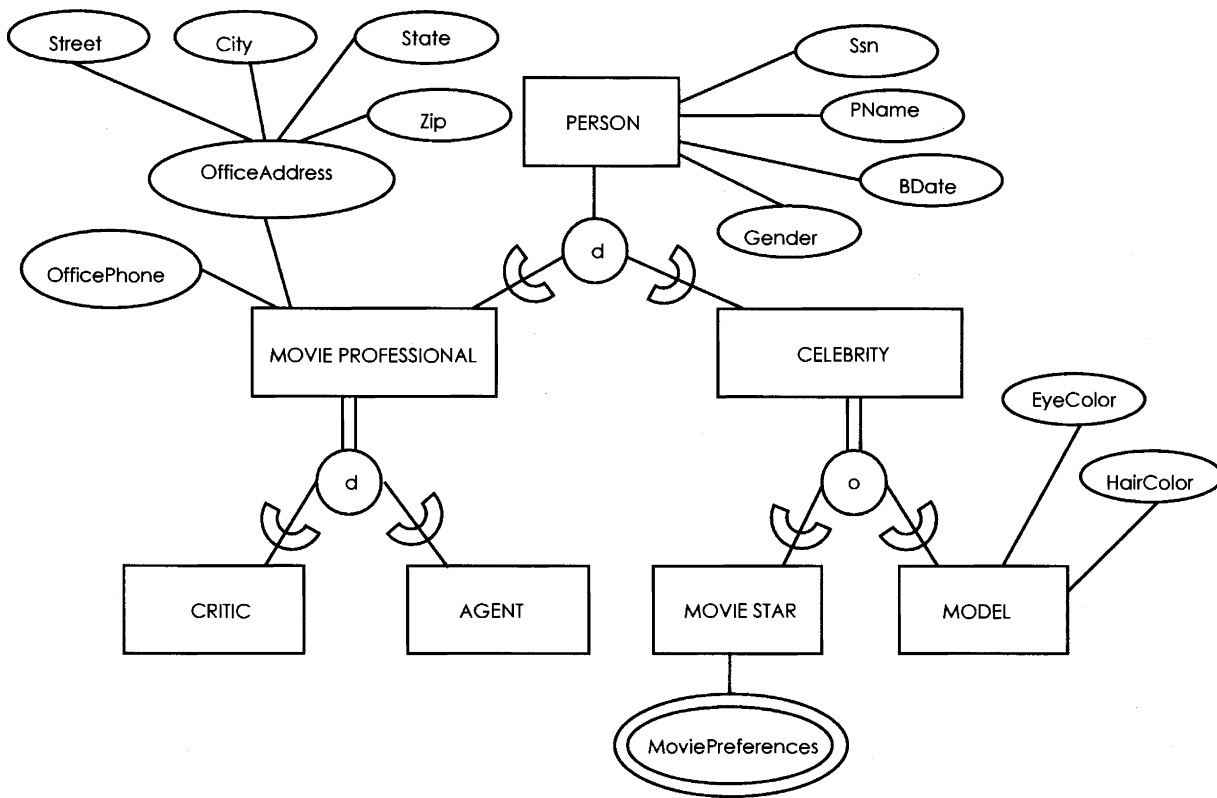 Street
City
State
Ssn
Zip
PERSON
PName
OfficeAddress
BDate
Gender
d
OfficePhone
MOVIE PROFESSIONAL
CELEBRITY
EyeColor
d
o
HairColor
CRITIC
AGENT
MOVIE STAR
MODEL
MoviePreferences